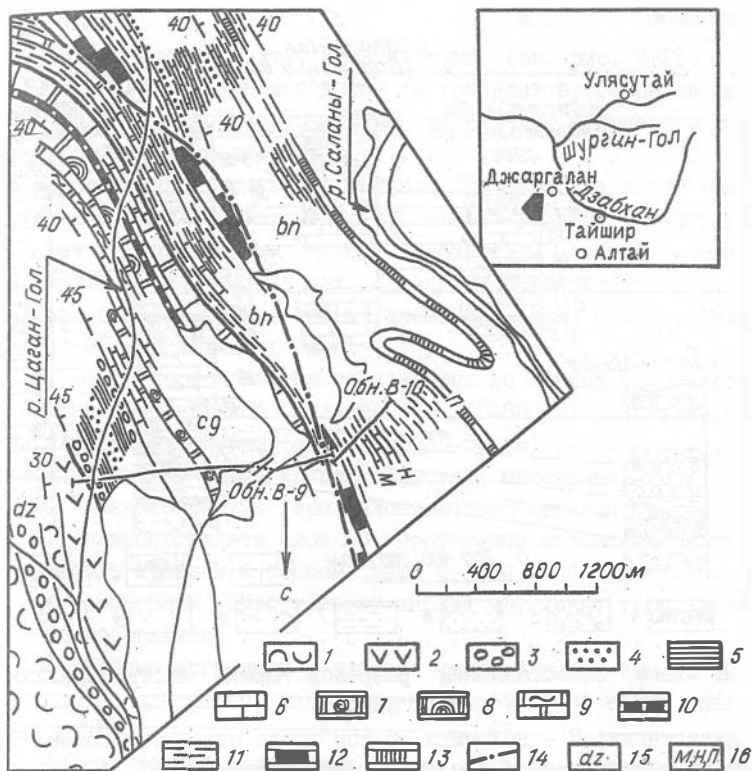 40
40
40
р. Саланы-Гол
40
40
bn
40
45
bn
р. Цаган-Гол.
45
Обн. В-10
П
cg
30
Н
М
Обн. В-9
dz
с
Улясутай
Шургин-Гол
Джаргалан
Дзабхан
Тайшир
Алтай
0 400 800 1200 м
1 2 3 4 5
6 7 8 9 10
11 12 13 14 dz 15 М,Н,П 16